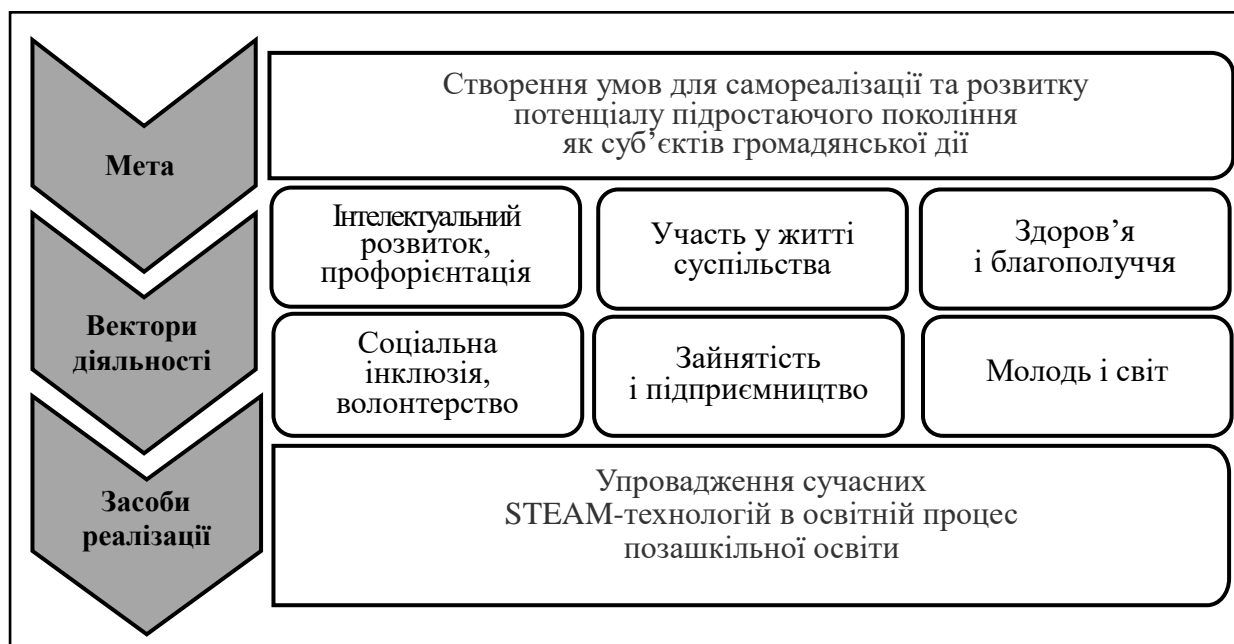 Мета
Створення умов для самореалізації та розвитку
потенціалу підростаючого покоління
як суб’єктів громадянської дії
Вектори
діяльності
Інтелектуальний
розвиток,
профорієнтація
Участь у житті
суспільства
Здоров’я
і благополуччя
Соціальна
інклюзія,
волонтерство
Зайнятість
і підприємництво
Молодь і світ
Засоби
реалізації
Упровадження сучасних
STEAM-технологій в освітній процес
позашкільної освіти